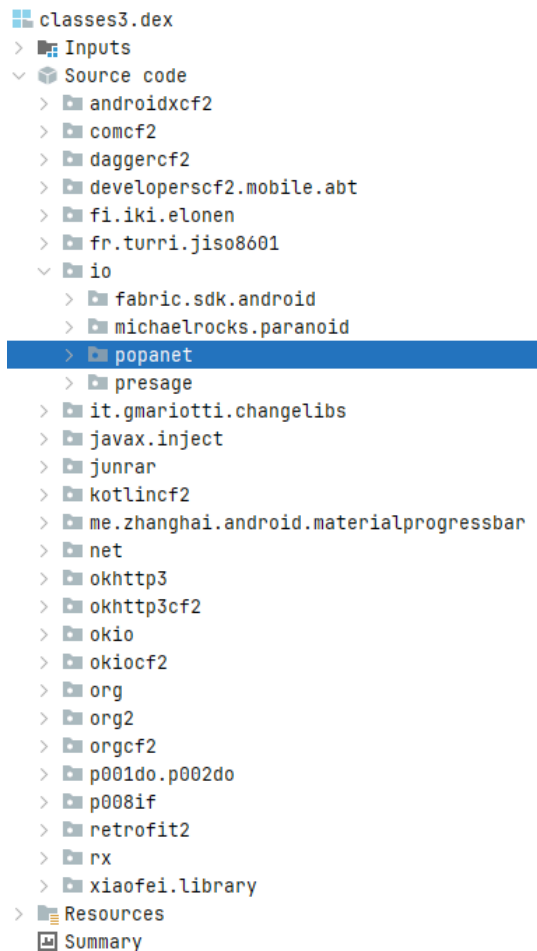 classes3.dex
Inputs
Source code
androidxcf2
comcf2
daggercf2
developerscf2.mobile.abt
fi.iki.elonen
fr.turri.jiso8601
io
fabric.sdk.android
michaelrocks.paranoid
popanet
presage
it.gmariotti.changelibs
javax.inject
junrar
kotlincf2
me.zhanghai.android.materialprogressbar
net
okhttp3
okhttp3cf2
okio
okiocf2
org
org2
orgcf2
p001do.p002do
p008if
retrofit2
rx
xiaofei.library
Resources
Summary